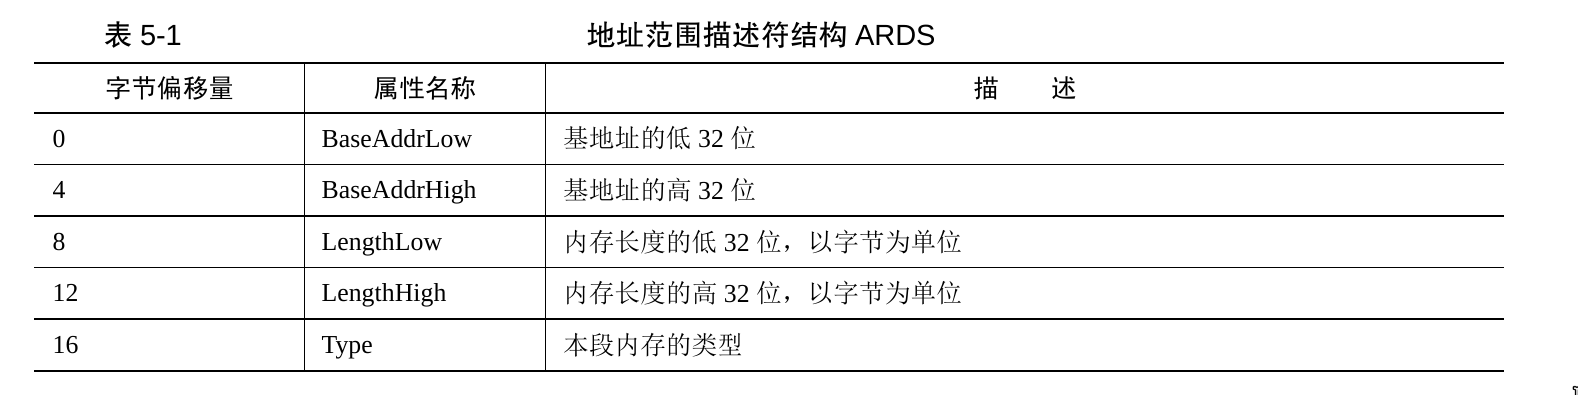 表 5-1 地址范围描述符结构 ARDS
字节偏移量 属性名称 描 述
0 BaseAddrLow 基地址的低 32 位
4 BaseAddrHigh 基地址的高 32 位
8 LengthLow 内存长度的低 32 位，以字节为单位
12 LengthHigh 内存长度的高 32 位，以字节为单位
16 Type 本段内存的类型